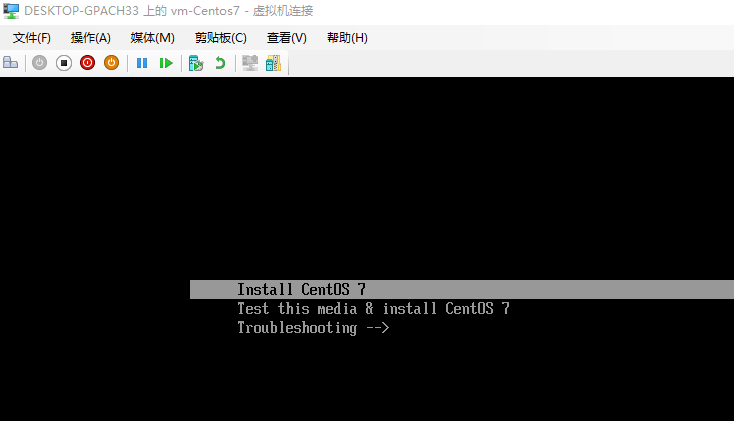 DESKTOP-GPACH33 上的 vm-Centos7 - 虚拟机连接
文件(F) 操作(A) 媒体(M) 剪贴板(C) 查看(V) 帮助(H)
Install CentOS 7
Test this media & install CentOS 7
Troubleshooting -->